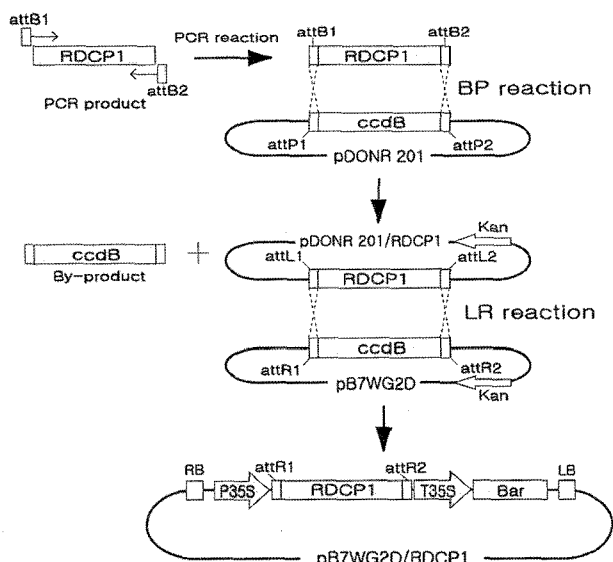 attB1
RDCP1
attB2
PCR product
PCR reaction
attB1
attB2
RDCP1
BP reaction
ccdB
attP1
attP2
pDONR 201
ccdB
By-product
+
pDONR 201/RDCP1
Kan
attL1
attL2
RDCP1
LR reaction
ccdB
attR1
attR2
pB7WG2D
Kan
RB
P35S
attR1
RDCP1
attR2
T35S
Bar
LB
pB7WG2D/RDCP1